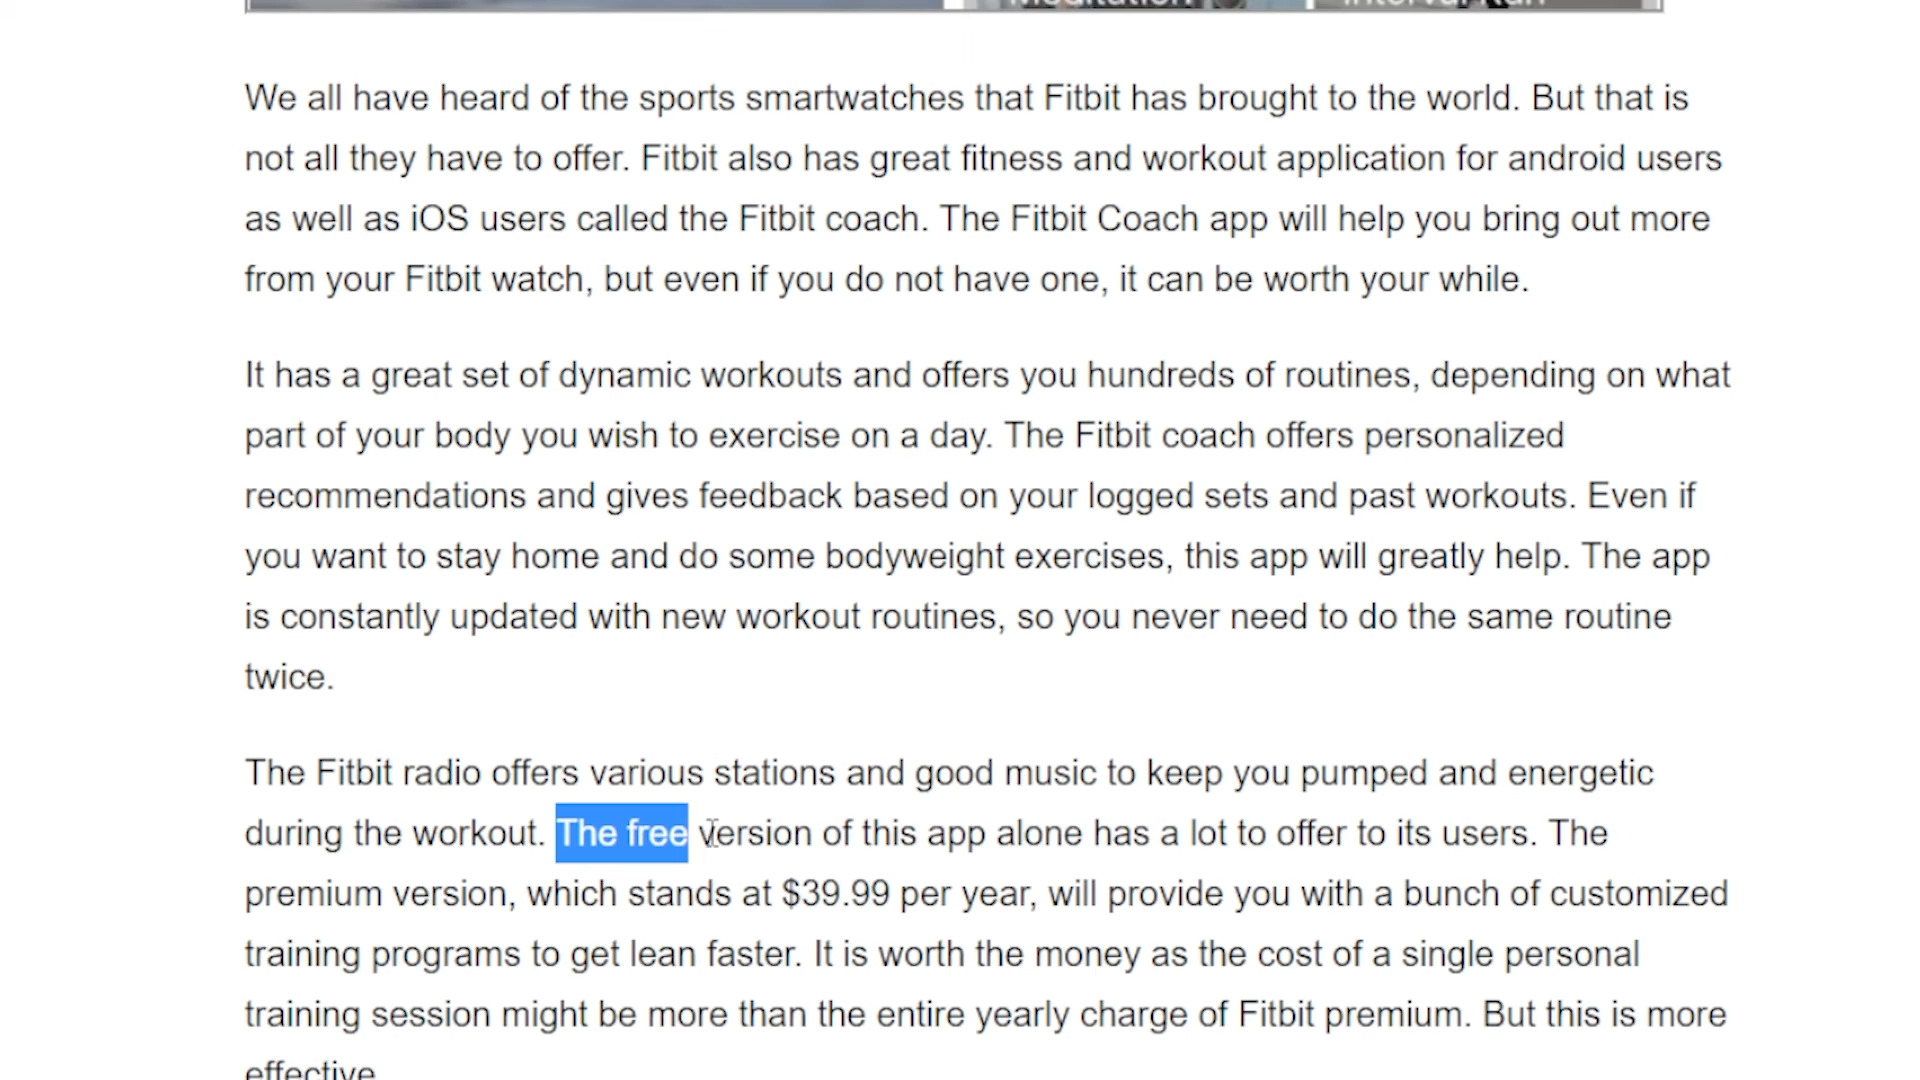 Meditation
Interval Run
We all have heard of the sports smartwatches that Fitbit has brought to the world. But that is
not all they have to offer. Fitbit also has great fitness and workout application for android users
as well as iOS users called the Fitbit coach. The Fitbit Coach app will help you bring out more
from your Fitbit watch, but even if you do not have one, it can be worth your while.
It has a great set of dynamic workouts and offers you hundreds of routines, depending on what
part of your body you wish to exercise on a day. The Fitbit coach offers personalized
recommendations and gives feedback based on your logged sets and past workouts. Even if
you want to stay home and do some bodyweight exercises, this app will greatly help. The app
is constantly updated with new workout routines, so you never need to do the same routine
twice.
The Fitbit radio offers various stations and good music to keep you pumped and energetic
during the workout. The free version of this app alone has a lot to offer to its users. The
premium version, which stands at $39.99 per year, will provide you with a bunch of customized
training programs to get lean faster. It is worth the money as the cost of a single personal
training session might be more than the entire yearly charge of Fitbit premium. But this is more
effective.